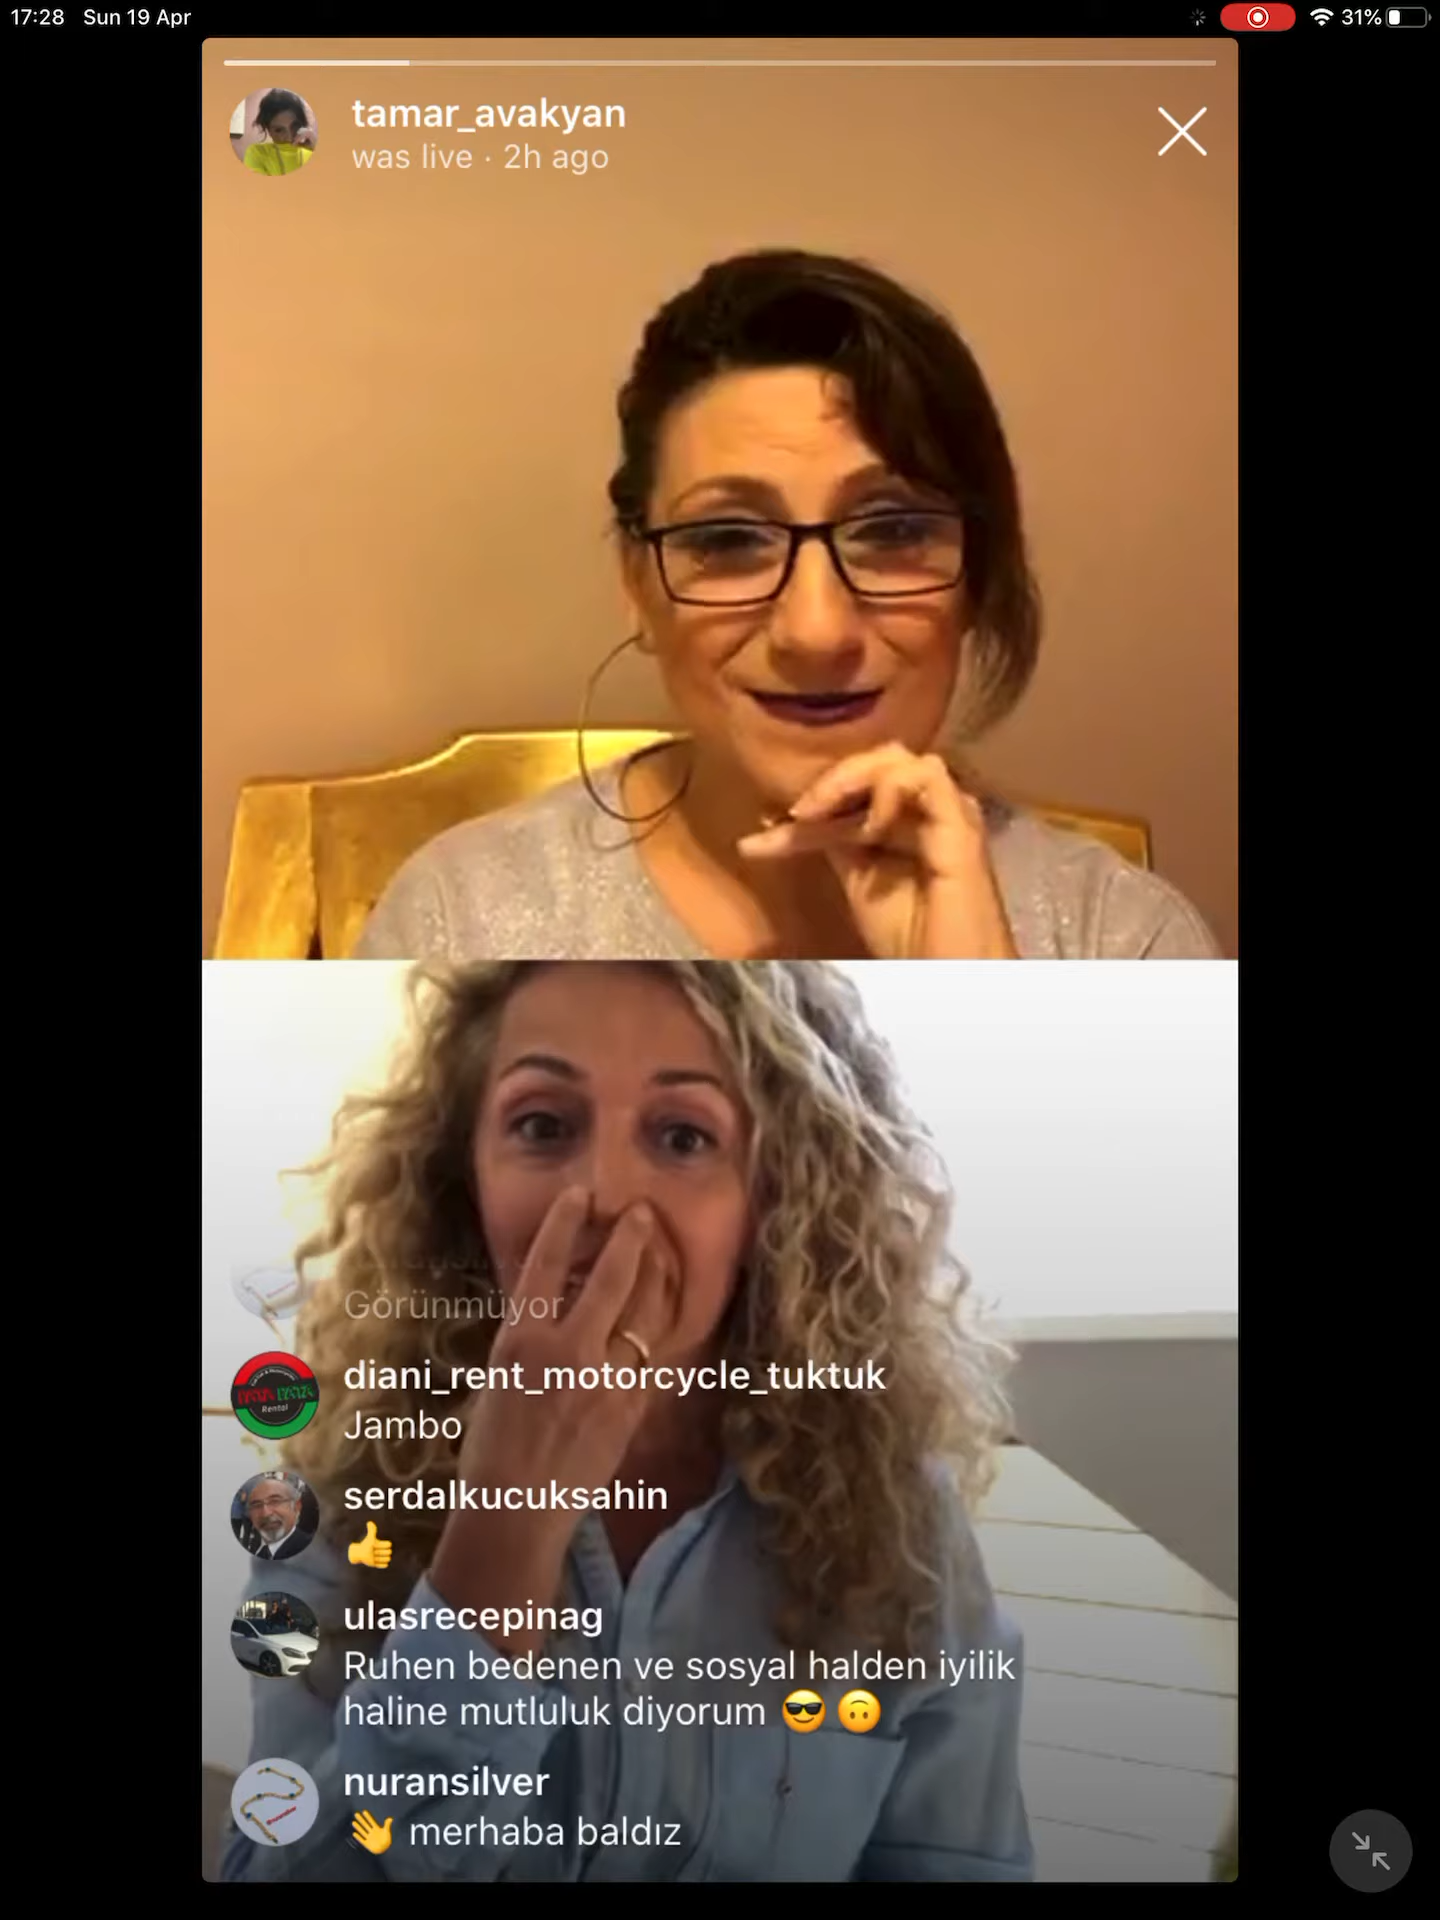 17:28 Sun 19 Apr
31%
tamar_avakyan
was live · 2h ago
Görünmüyor
diani_rent_motorcycle_tuktuk
Jambo
Rental
serdalkucuksahin
👍
ulasrecepinag
Ruhen bedenen ve sosyal halden iyilik
haline mutluluk diyorum 😎 🙃
nuransilver
👋 merhaba baldız